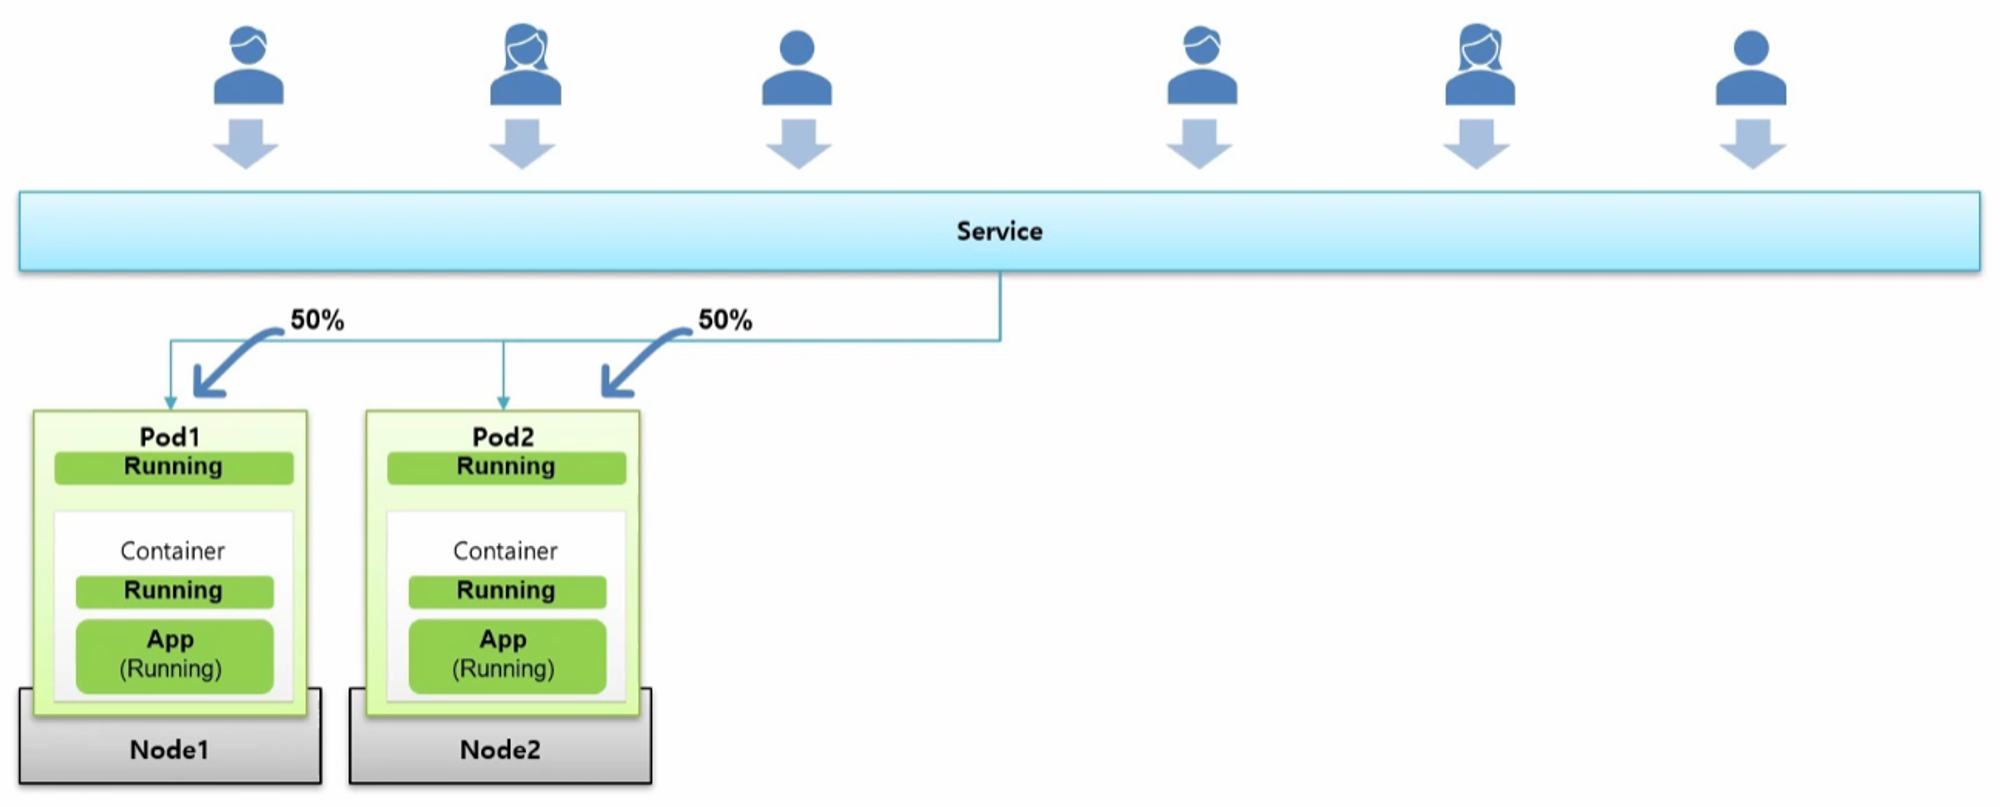 Service
50%
50%
Pod1
Running
Container
Running
App
(Running)
Node1
Pod2
Running
Container
Running
App
(Running)
Node2